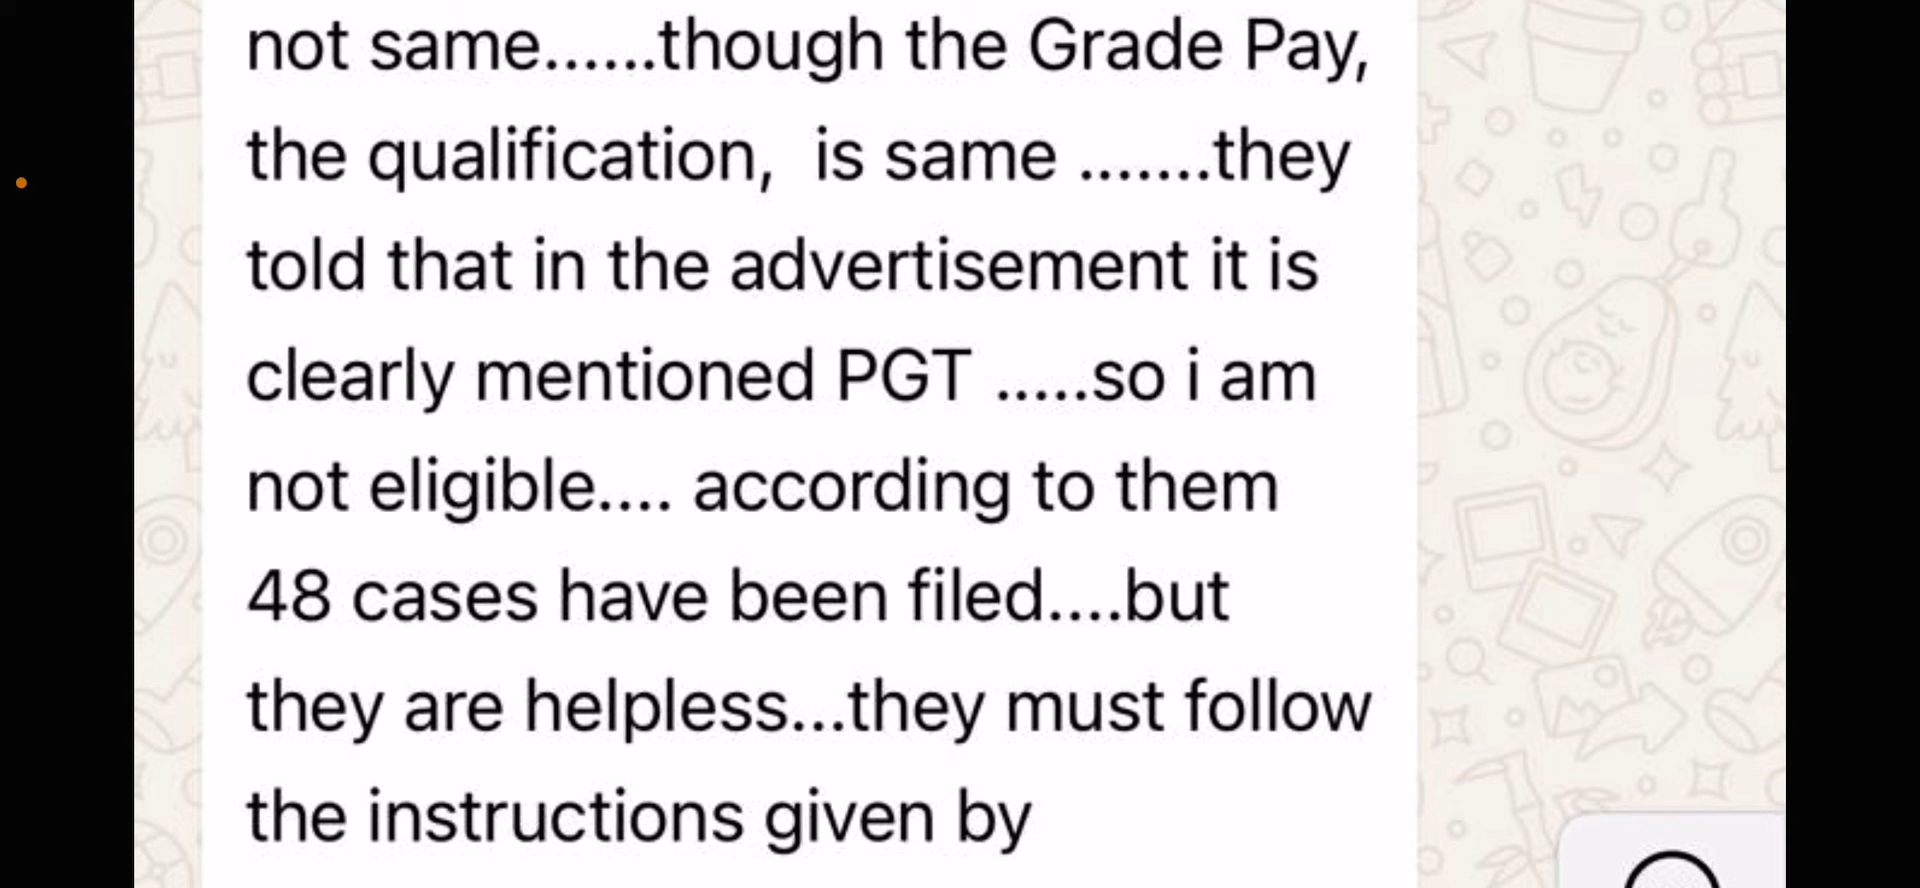 not same......though the Grade Pay,
the qualification,  is same .......they
told that in the advertisement it is
clearly mentioned PGT .....so i am
not eligible.... according to them
48 cases have been filed....but
they are helpless...they must follow
the instructions given by